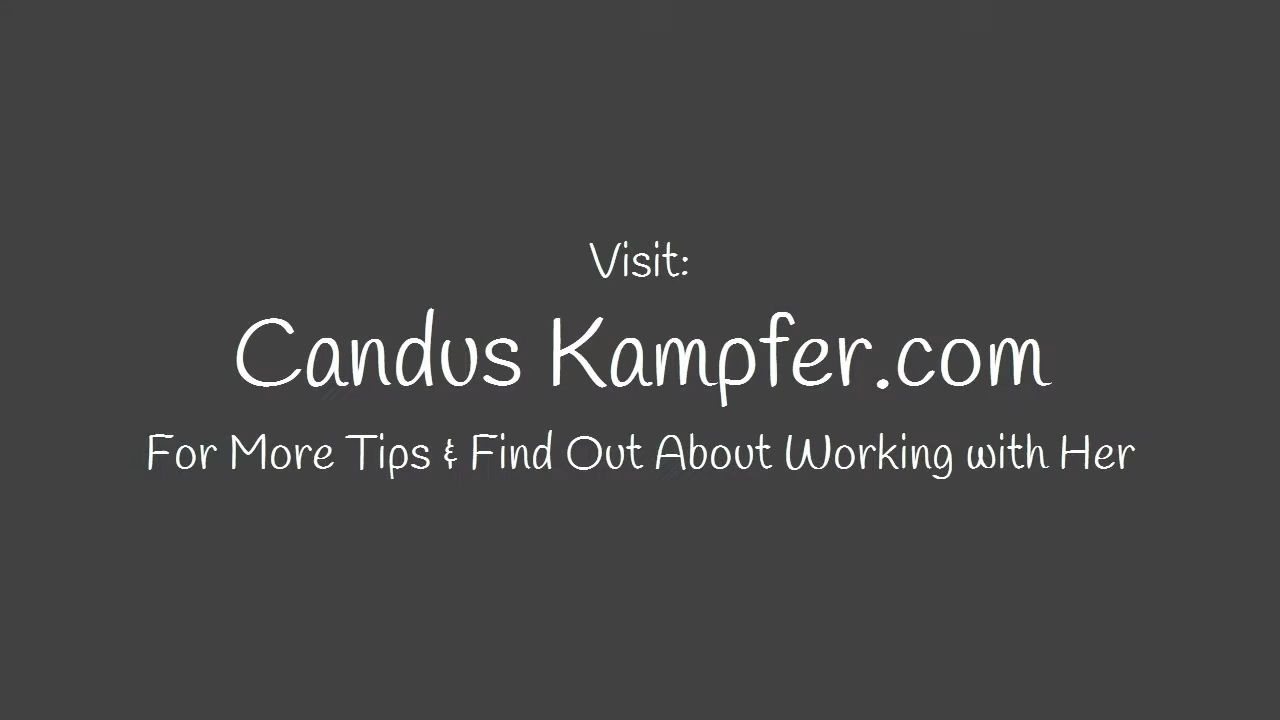 Visit:
Candus Kampfer.com
For More Tips & Find Out About Working with Her